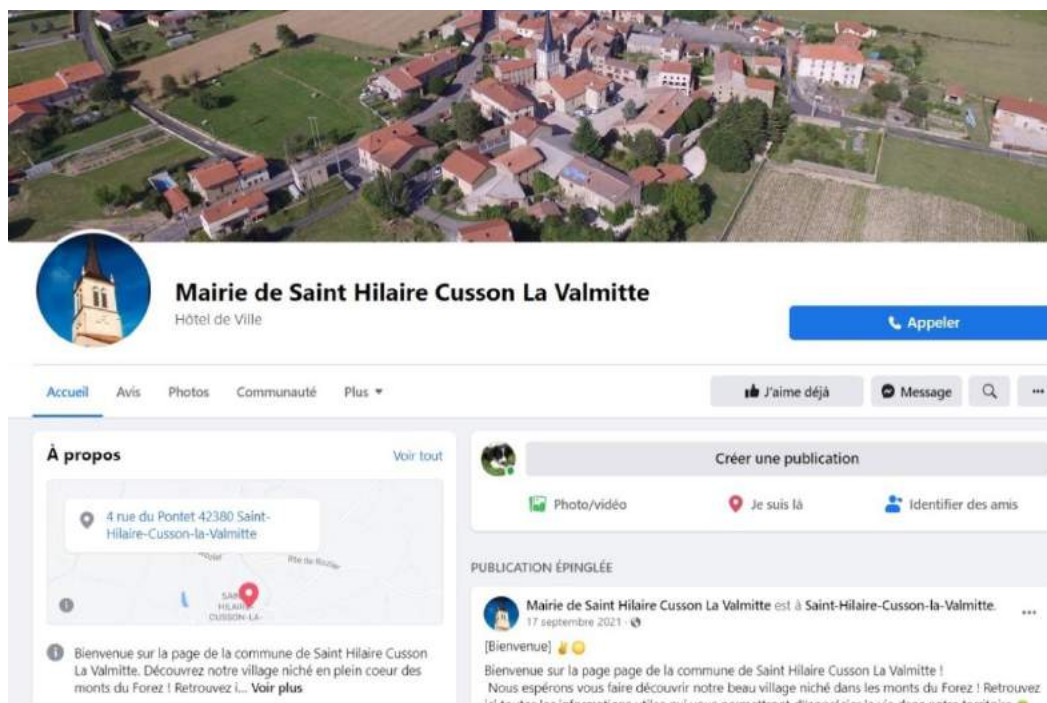 Mairie de Saint Hilaire Cusson La Valmitte
Hôtel de Ville
Appeler
Accueil Avis Photos Communauté Plus
J'aime déjà Message
À propos Voir tout
4 rue du Pontet 42380 Saint-
Hilaire-Cusson-la-Valmitte
Rte de Rozier
SAINT
HILAIRE
CUSSON-LA-
Bienvenue sur la page de la commune de Saint Hilaire Cusson
La Valmitte. Découvrez notre village niché en plein coeur des
monts du Forez ! Retrouvez i... Voir plus
Créer une publication
Photo/vidéo Je suis là Identifier des amis
PUBLICATION ÉPINGLÉE
Mairie de Saint Hilaire Cusson La Valmitte est à Saint-Hilaire-Cusson-la-Valmitte.
17 septembre 2021
[Bienvenue] ✌️🌞
Bienvenue sur la page page de la commune de Saint Hilaire Cusson La Valmitte !
Nous espérons vous faire découvrir notre beau village niché dans les monts du Forez ! Retrouvez